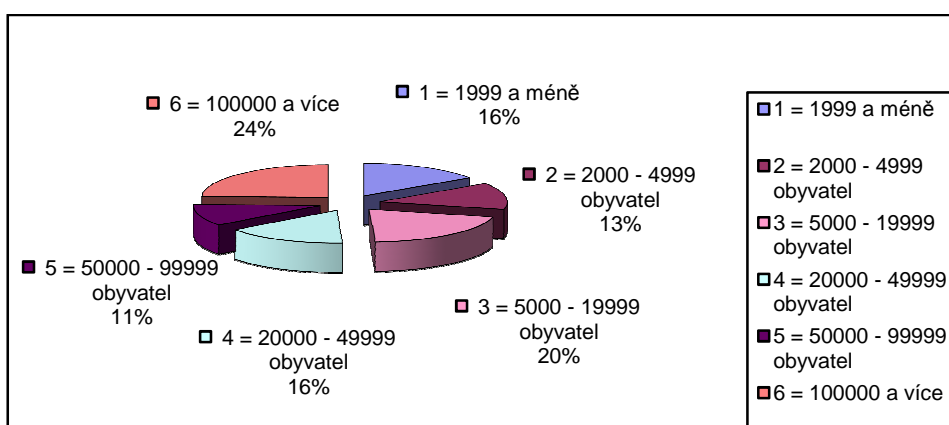 1 = 1999 a méně
16%
2 = 2000 - 4999
obyvatel
13%
3 = 5000 - 19999
obyvatel
20%
4 = 20000 - 49999
obyvatel
16%
5 = 50000 - 99999
obyvatel
11%
6 = 100000 a více
24%
1 = 1999 a méně
2 = 2000 - 4999
obyvatel
3 = 5000 - 19999
obyvatel
4 = 20000 - 49999
obyvatel
5 = 50000 - 99999
obyvatel
6 = 100000 a více